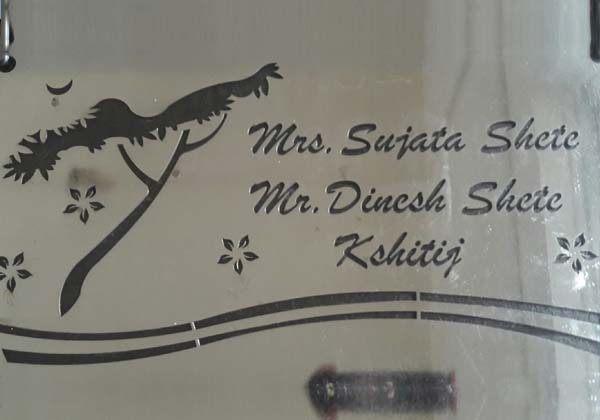 Mrs. Sujata Shete
Mr. Dinesh Shete
Kshitij